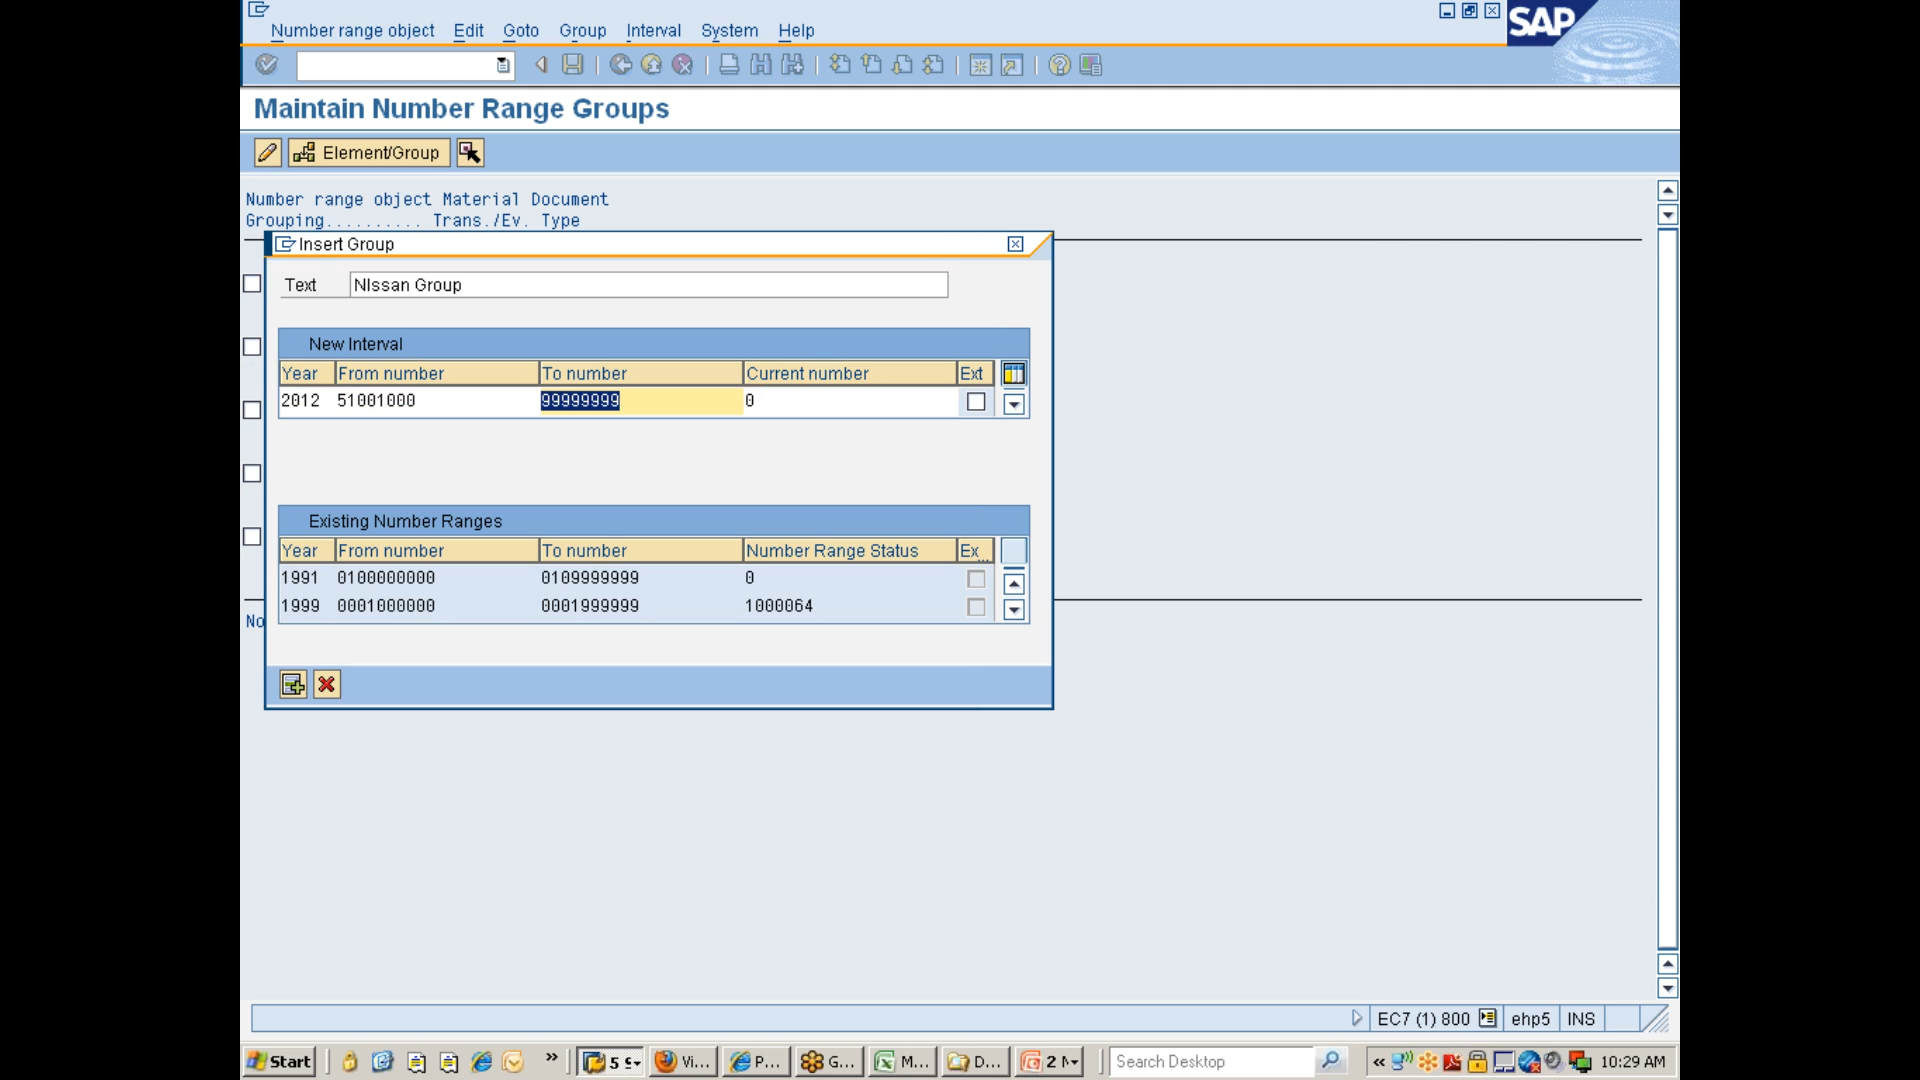 Number range object Edit Goto Group Interval System Help
SAP
Maintain Number Range Groups
Element/Group
Number range object Material Document
Grouping.......... Trans./Ev. Type
Insert Group
Text NIssan Group
New Interval
Year From number To number Current number Ext
2012 51001000 99999999 0
Existing Number Ranges
Year From number To number Number Range Status Ex...
1991 0100000000 0109999999 0
1999 0001000000 0001999999 1000064
No
EC7 (1) 800 ehp5 INS
Start » 5 Vi... P... G... M... D... 2 Search Desktop « 10:29 AM